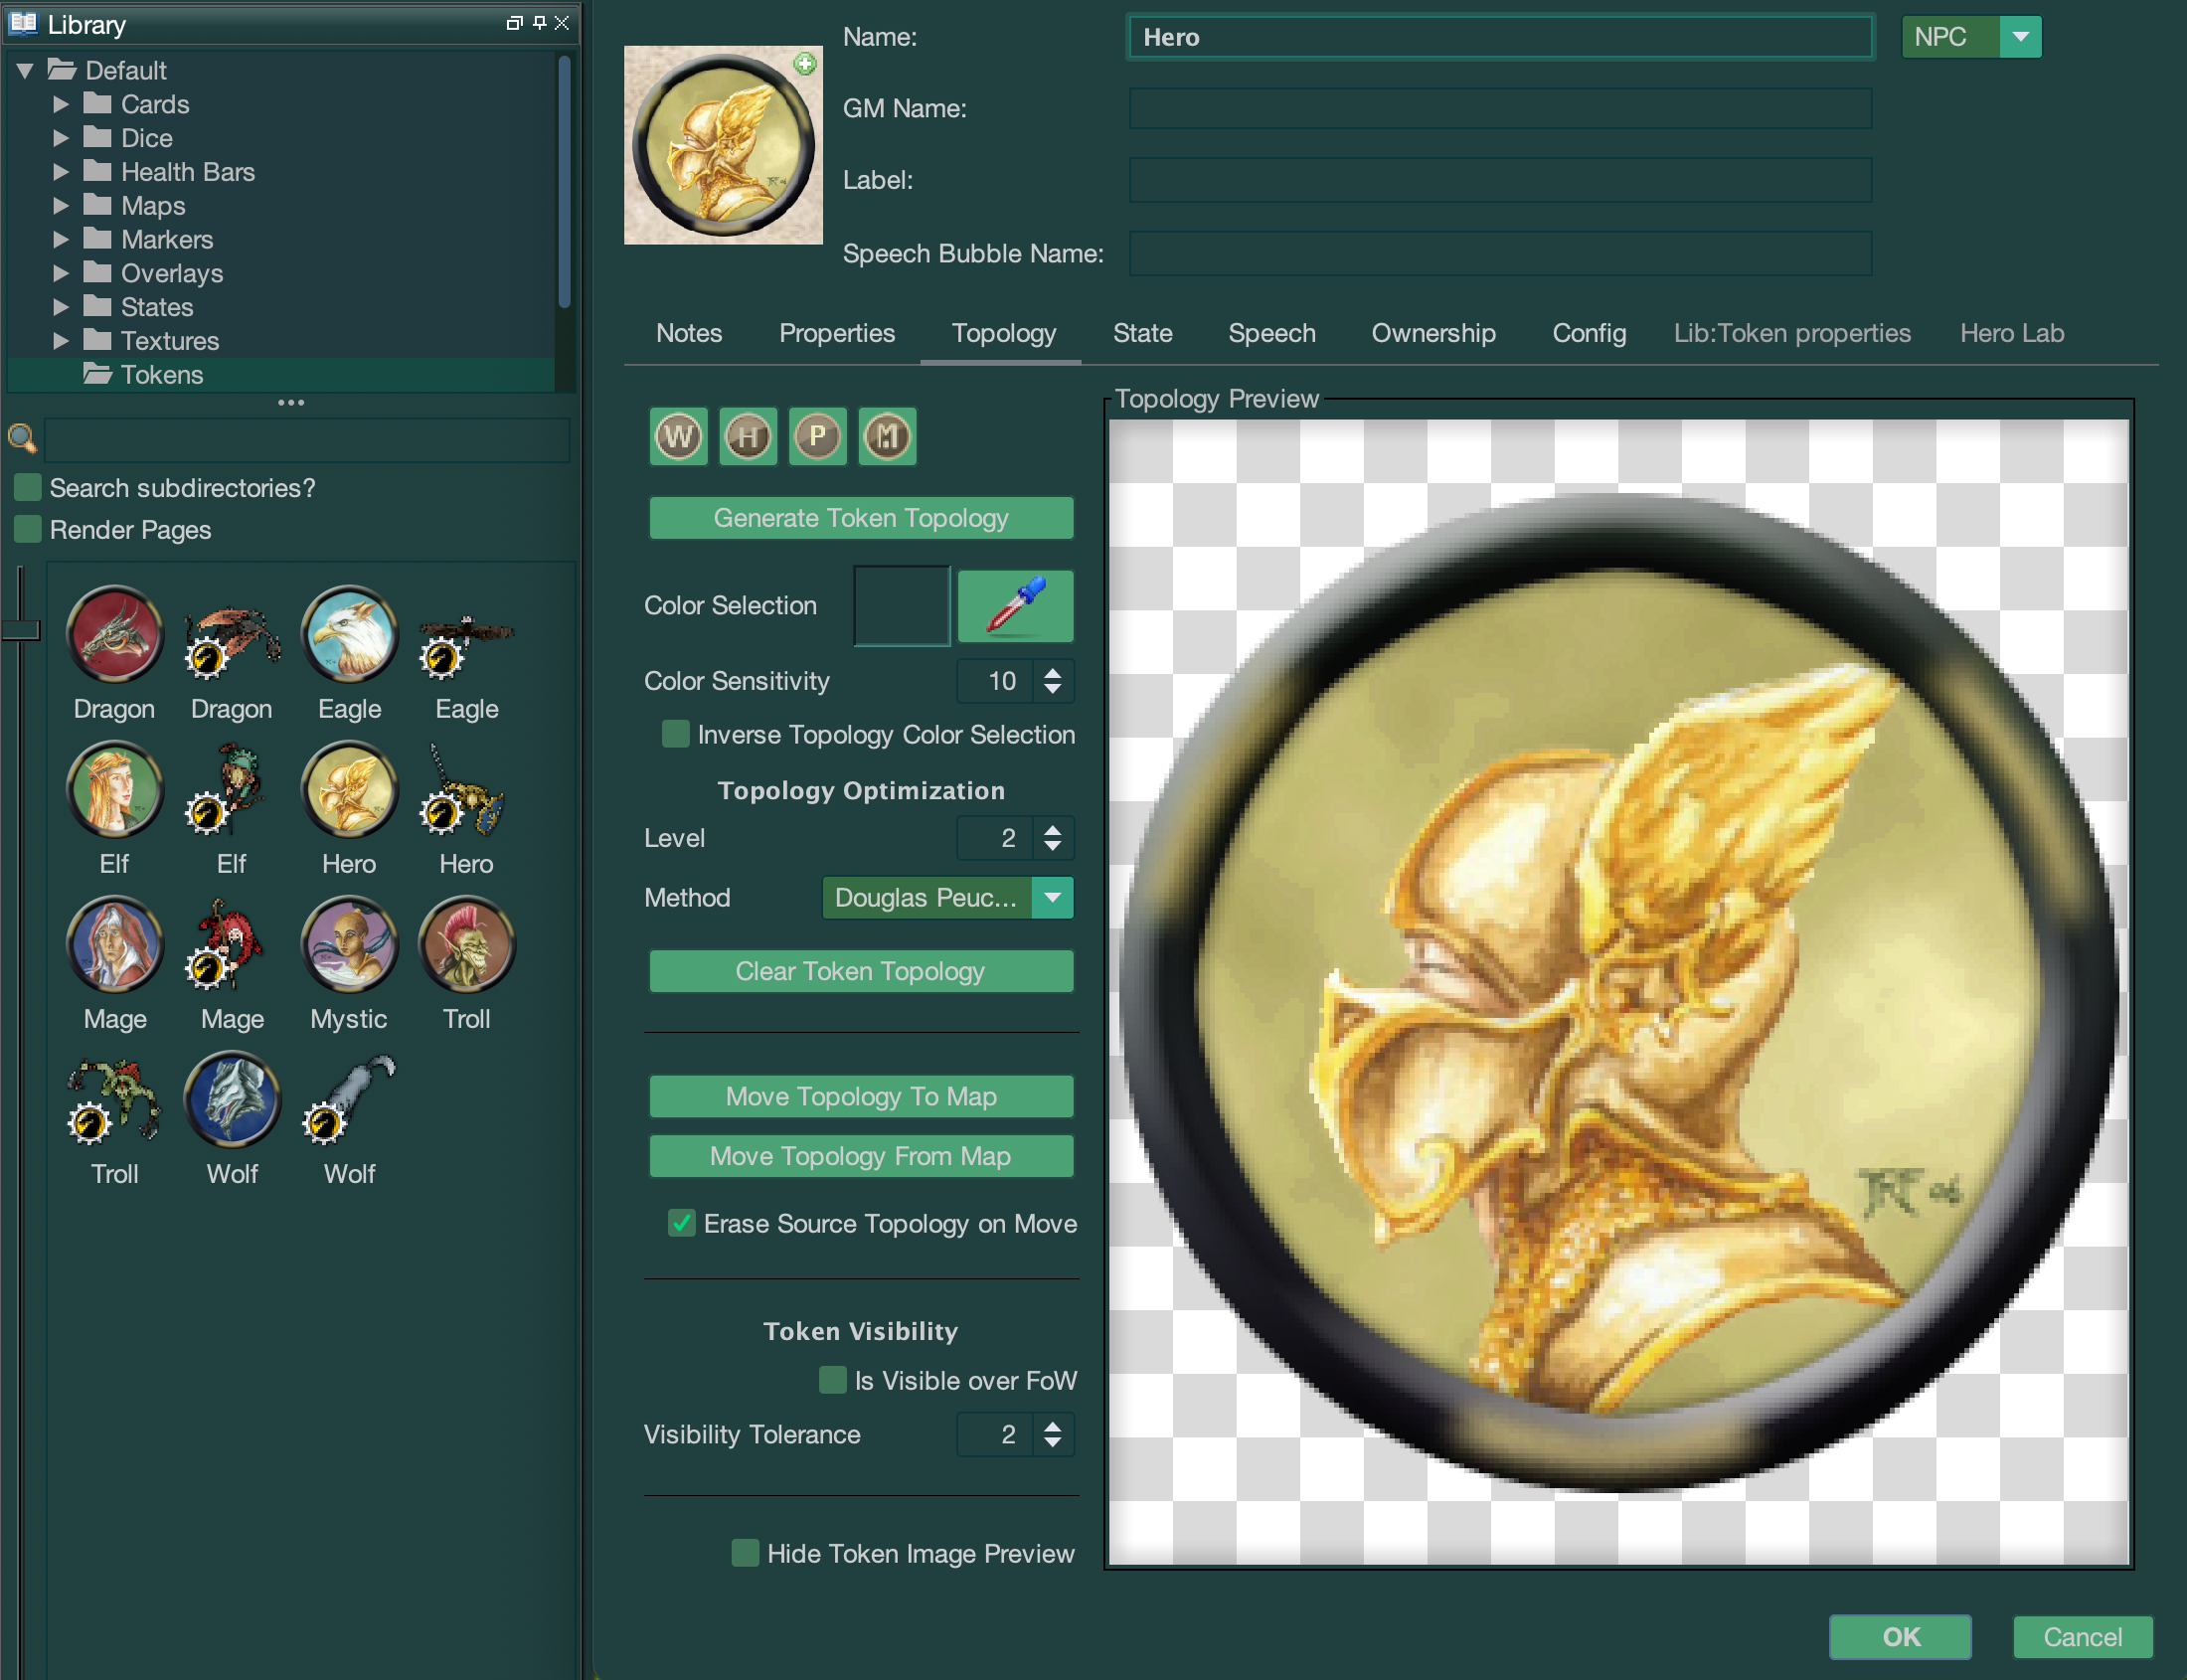 Library
Default
Cards
Dice
Health Bars
Maps
Markers
Overlays
States
Textures
Tokens
Search subdirectories?
Render Pages
Dragon
Dragon
Eagle
Eagle
Elf
Elf
Hero
Hero
Mage
Mage
Mystic
Troll
Troll
Wolf
Wolf
Name:
Hero
NPC
GM Name:
Label:
Speech Bubble Name:
Notes
Properties
Topology
State
Speech
Ownership
Config
Lib:Token properties
Hero Lab
W
H
P
M
Generate Token Topology
Color Selection
Color Sensitivity
10
Inverse Topology Color Selection
Topology Optimization
Level
2
Method
Douglas Peuc...
Clear Token Topology
Move Topology To Map
Move Topology From Map
Erase Source Topology on Move
Token Visibility
Is Visible over FoW
Visibility Tolerance
2
Hide Token Image Preview
Topology Preview
OK
Cancel